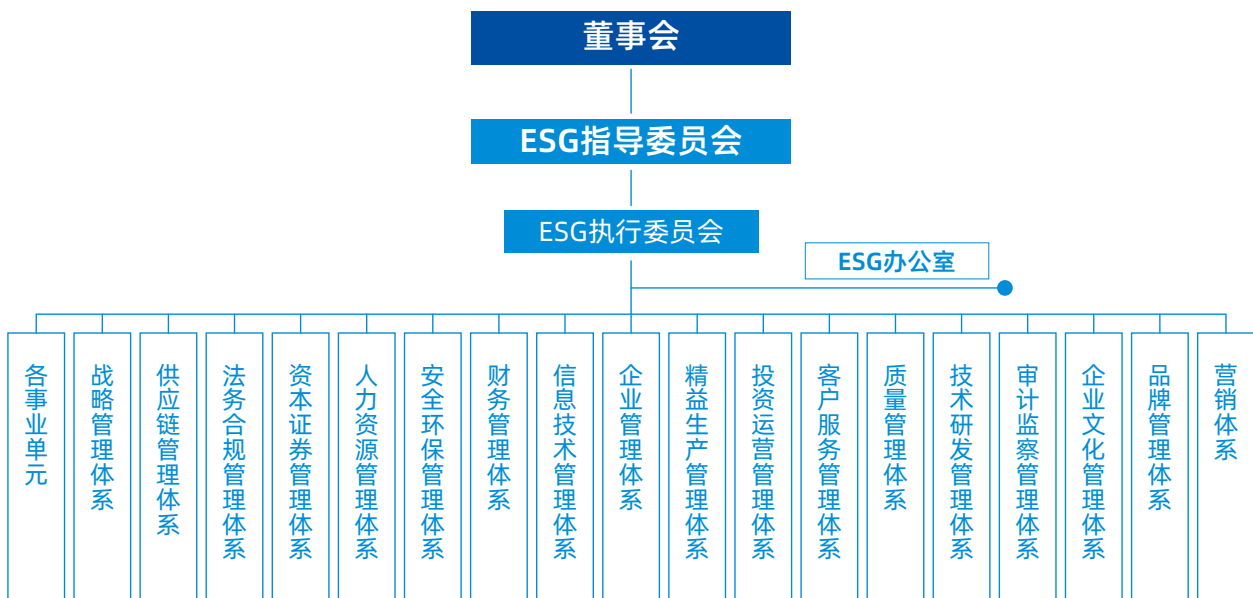 董事会
ESG指导委员会
ESG执行委员会
ESG办公室
各事业单元
战略管理体系
供应链管理体系
法务合规管理体系
资本证券管理体系
人力资源管理体系
安全环保管理体系
财务管理体系
信息技术管理体系
企业管理体系
精益生产管理体系
投资运营管理体系
客户服务管理体系
质量管理体系
技术研发管理体系
审计监察管理体系
企业文化管理体系
品牌管理体系
营销体系